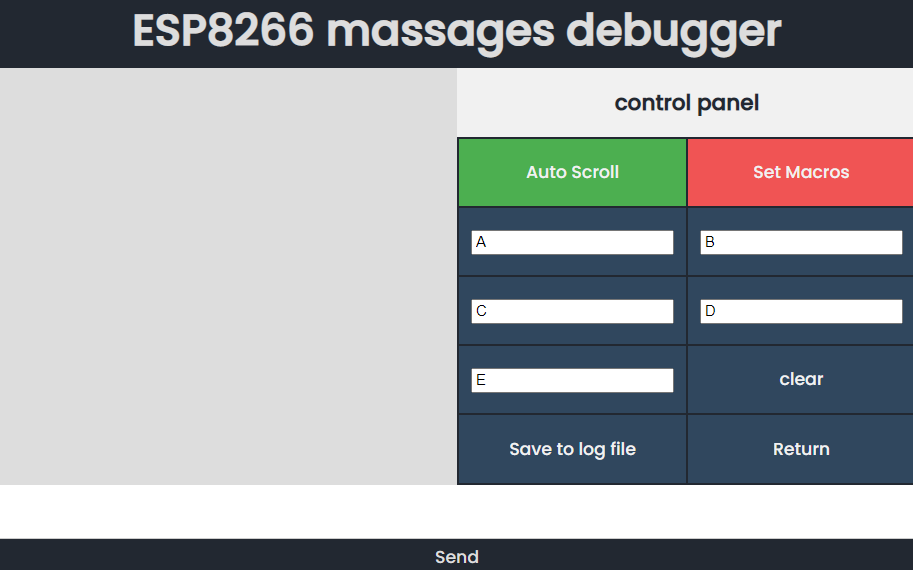 ESP8266 massages debugger
control panel
Auto Scroll
Set Macros
A
B
C
D
E
clear
Save to log file
Return
Send